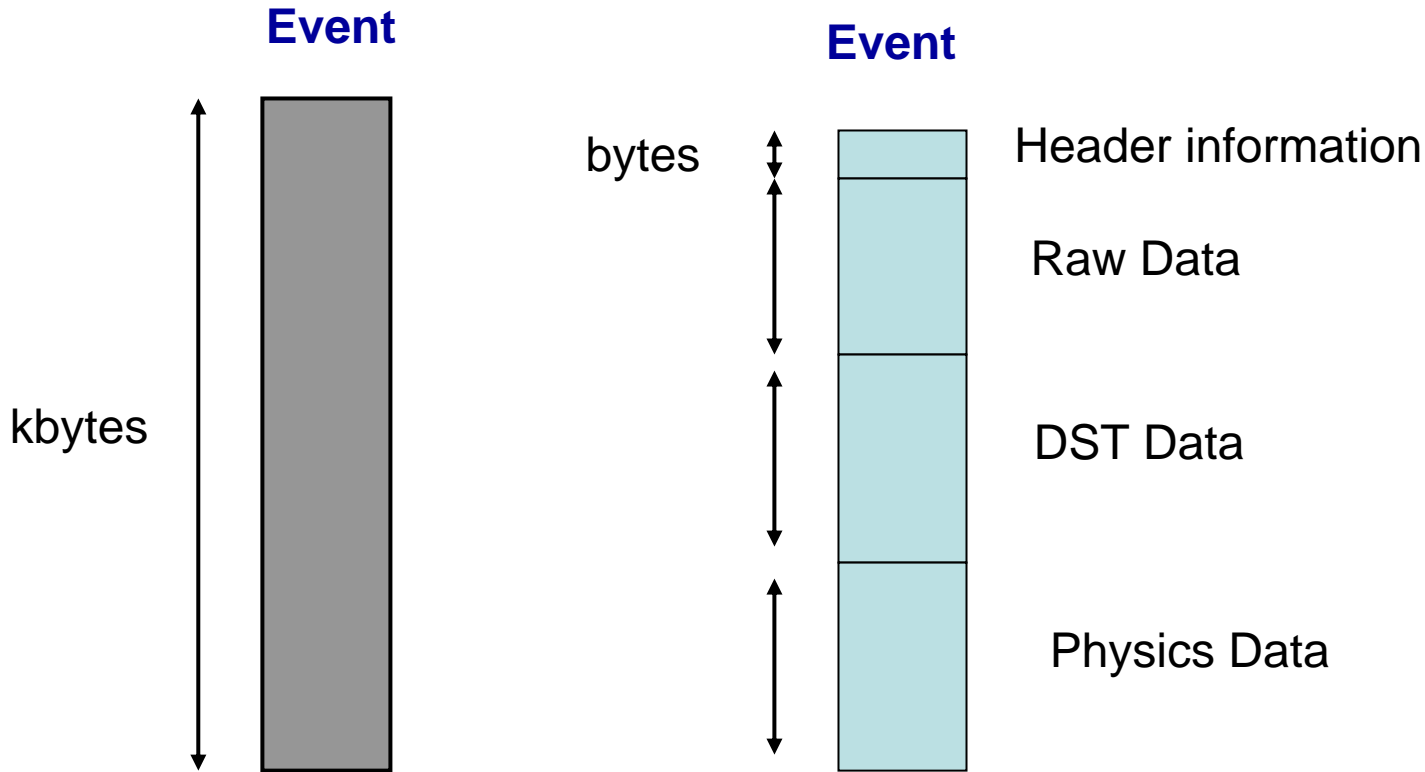 Event
kbytes
Event
bytes
Header information
Raw Data
DST Data
Physics Data